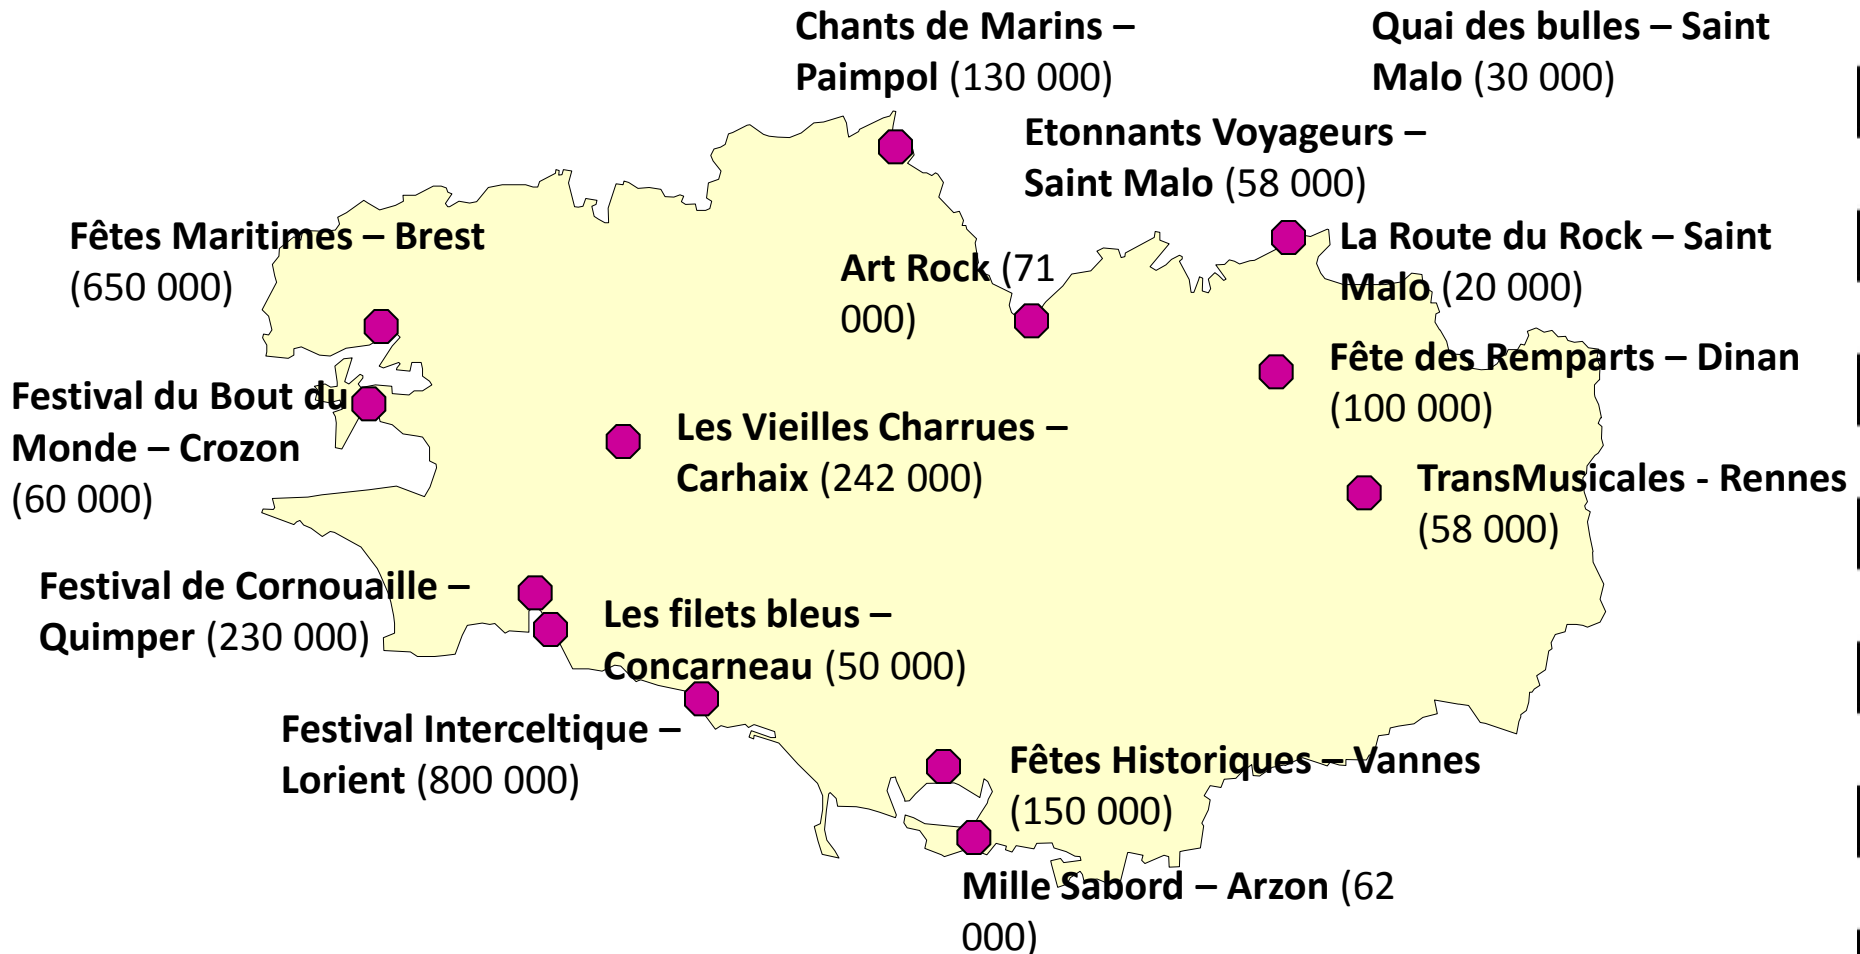 Chants de Marins –
Paimpol (130 000)
Quai des bulles – Saint
Malo (30 000)
Etonnants Voyageurs –
Saint Malo (58 000)
Fêtes Maritimes – Brest
(650 000)
Art Rock (71
000)
La Route du Rock – Saint
Malo (20 000)
Fête des Remparts – Dinan
(100 000)
Festival du Bout du
Monde – Crozon
(60 000)
Les Vieilles Charrues –
Carhaix (242 000)
TransMusicales - Rennes
(58 000)
Festival de Cornouaille –
Quimper (230 000)
Les filets bleus –
Concarneau (50 000)
Festival Interceltique –
Lorient (800 000)
Fêtes Historiques – Vannes
(150 000)
Mille Sabord – Arzon (62
000)